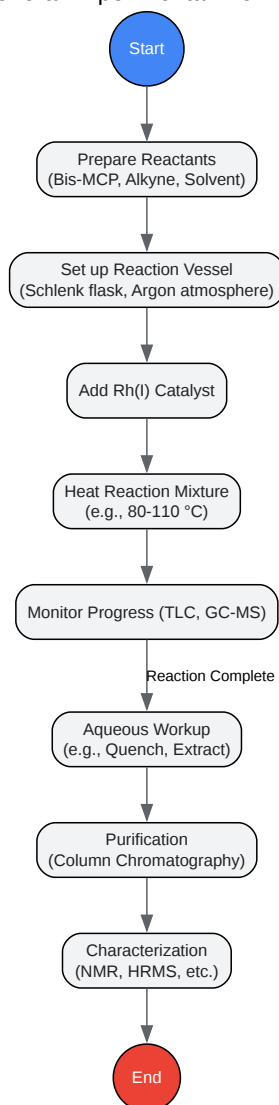 Start
Prepare Reactants
(Bis-MCP, Alkyne, Solvent)
Set up Reaction Vessel
(Schlenk flask, Argon atmosphere)
Add Rh(I) Catalyst
Heat Reaction Mixture
(e.g., 80-110 °C)
Monitor Progress (TLC, GC-MS)
Reaction Complete
Aqueous Workup
(e.g., Quench, Extract)
Purification
(Column Chromatography)
Characterization
(NMR, HRMS, etc.)
End